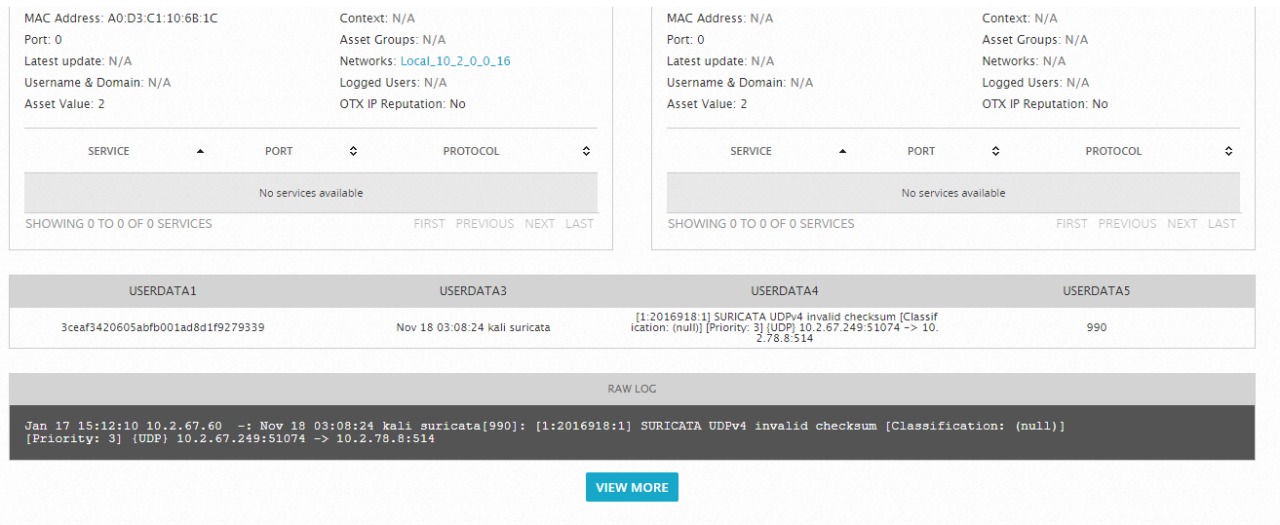 MAC Address: A0:D3:C1:10:6B:1C
Port: 0
Latest update: N/A
Username & Domain: N/A
Asset Value: 2
Context: N/A
Asset Groups: N/A
Networks: Local_10_2_0_0_16
Logged Users: N/A
OTX IP Reputation: No
SERVICE PORT PROTOCOL
No services available
SHOWING 0 TO 0 OF 0 SERVICES FIRST PREVIOUS NEXT LAST
MAC Address: N/A
Port: 0
Latest update: N/A
Username & Domain: N/A
Asset Value: 2
Context: N/A
Asset Groups: N/A
Networks: N/A
Logged Users: N/A
OTX IP Reputation: No
SERVICE PORT PROTOCOL
No services available
SHOWING 0 TO 0 OF 0 SERVICES FIRST PREVIOUS NEXT LAST
USERDATA1 USERDATA3 USERDATA4 USERDATA5
3ceaf3420605abfb001ad8d1f9279339
Nov 18 03:08:24 kali suricata
[1:2016918:1] SURICATA UDPv4 invalid checksum [Classif
ication: (null)] [Priority: 3] {UDP} 10.2.67.249:51074 -> 10.
2.78.8:514
990
RAW LOG
Jan 17 15:12:10 10.2.67.60 -: Nov 18 03:08:24 kali suricata[990]: [1:2016918:1] SURICATA UDPv4 invalid checksum [Classification: (null)]
[Priority: 3] {UDP} 10.2.67.249:51074 -> 10.2.78.8:514
VIEW MORE